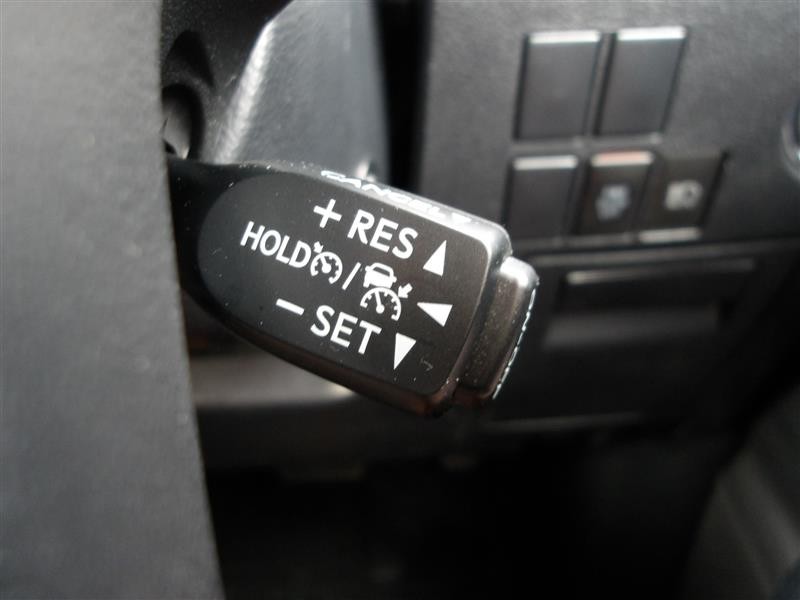 CANCEL
+ RES ▲
HOLD / ◄
− SET ▼